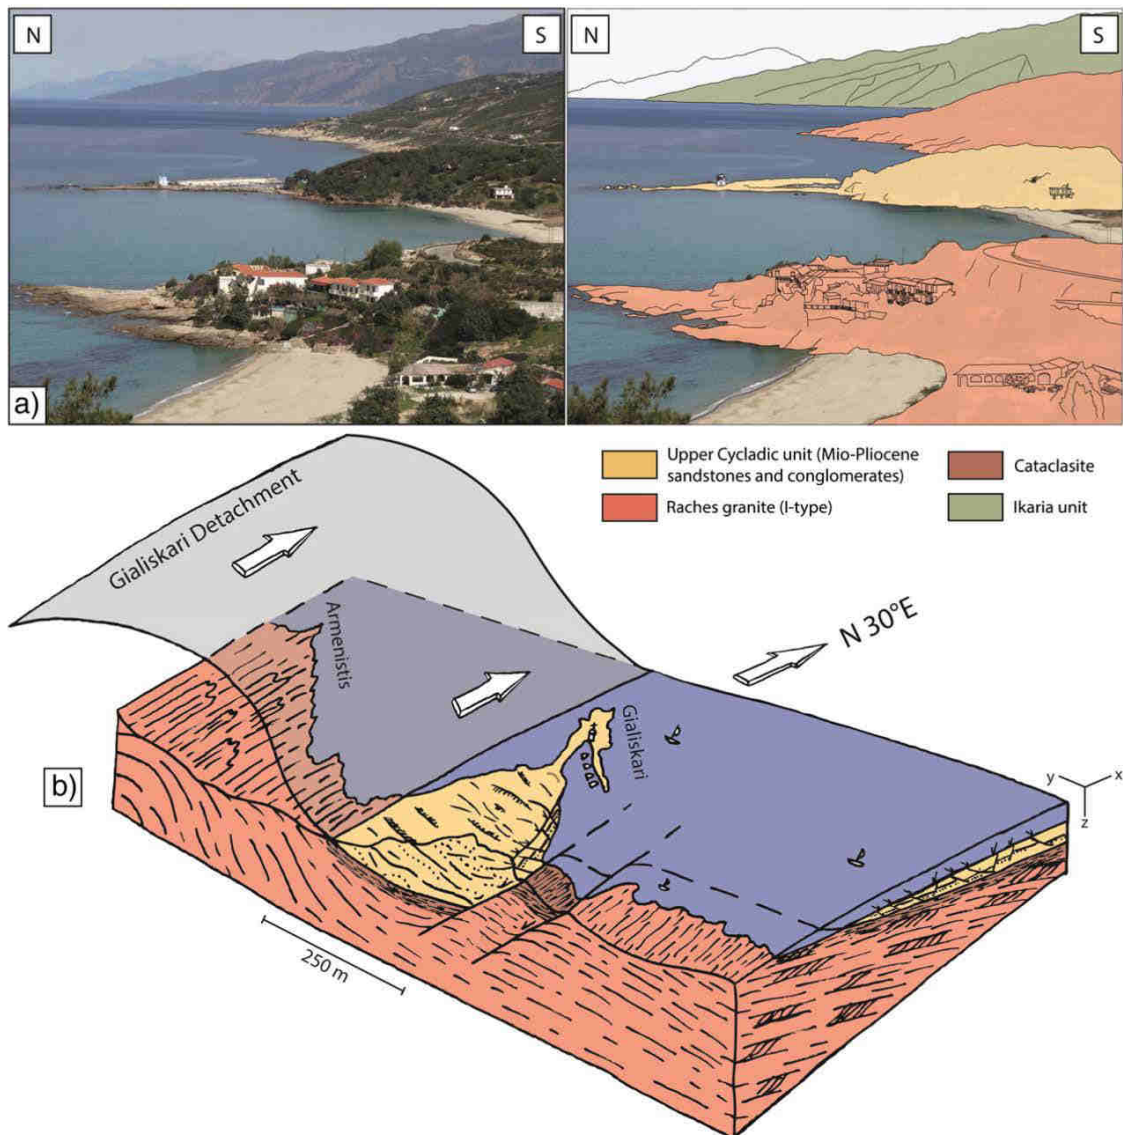 N
S
N
S
a)
Upper Cycladic unit (Mio-Pliocene
sandstones and conglomerates)
Cataclasite
Raches granite (I-type)
Ikaria unit
Gialiskari Detachment
Armenistis
N 30°E
Gialiskari
b)
y
x
z
250 m